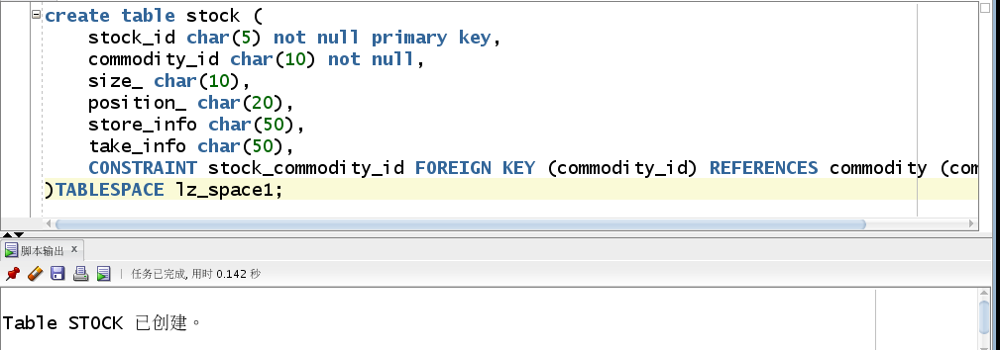 create table stock (
stock_id char(5) not null primary key,
commodity_id char(10) not null,
size_ char(10),
position_ char(20),
store_info char(50),
take_info char(50),
CONSTRAINT stock_commodity_id FOREIGN KEY (commodity_id) REFERENCES commodity (com
)TABLESPACE lz_space1;
脚本输出 x
任务已完成, 用时 0.142 秒
Table STOCK 已创建。